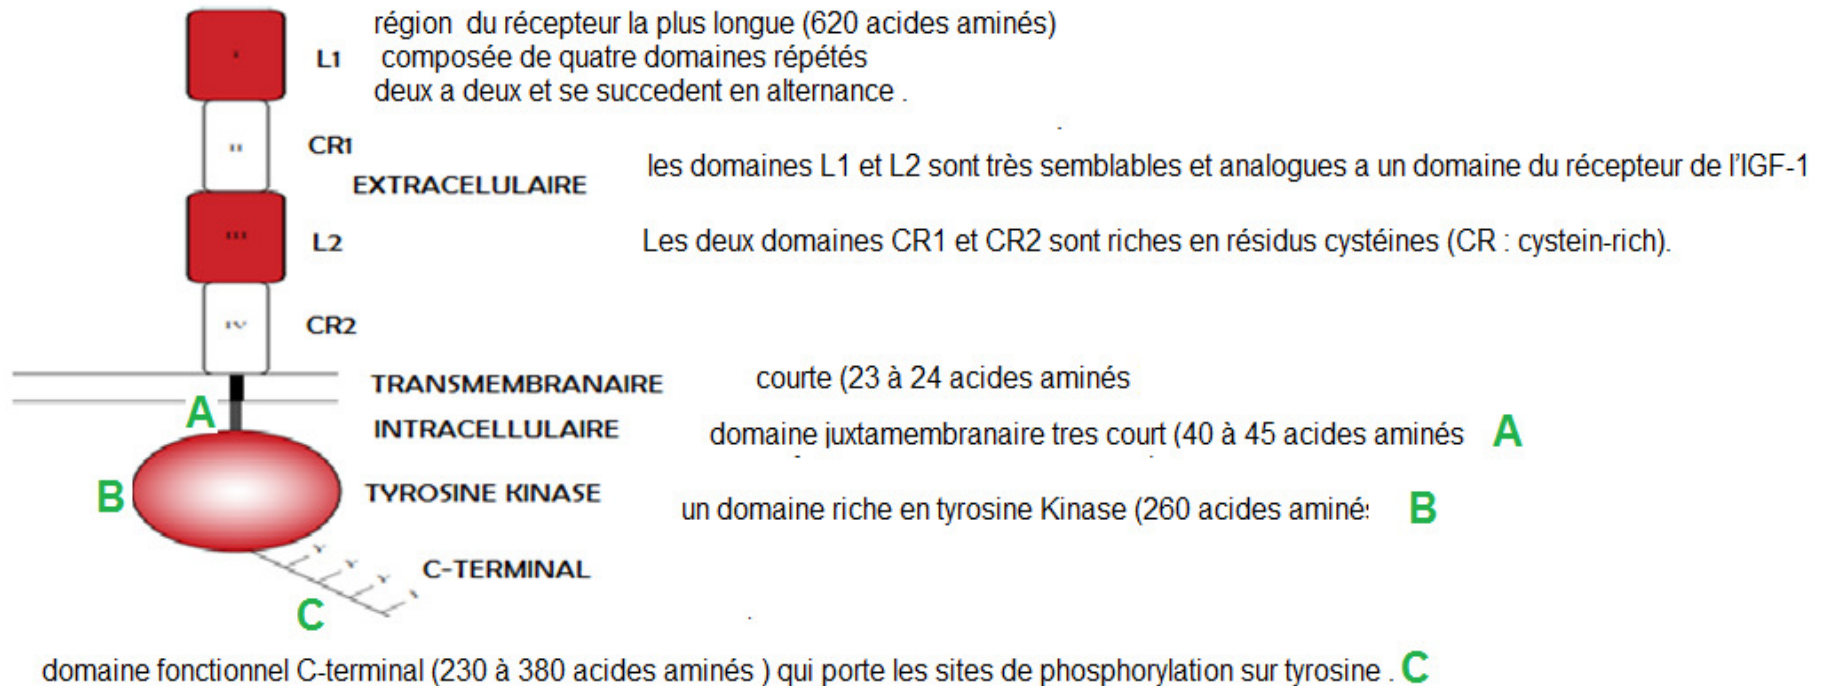 région du récepteur la plus longue (620 acides aminés)
composée de quatre domaines répétés
deux a deux et se succedent en alternance .
I
L1
II
CR1
EXTRACELULAIRE
les domaines L1 et L2 sont très semblables et analogues a un domaine du récepteur de l'IGF-1
III
L2
Les deux domaines CR1 et CR2 sont riches en résidus cystéines (CR : cystein-rich).
IV
CR2
TRANSMEMBRANAIRE
courte (23 à 24 acides aminés
A
INTRACELLULAIRE
domaine juxtamembranaire tres court (40 à 45 acides aminés A
B
TYROSINE KINASE
un domaine riche en tyrosine Kinase (260 acides aminés B
C-TERMINAL
C
domaine fonctionnel C-terminal (230 à 380 acides aminés ) qui porte les sites de phosphorylation sur tyrosine . C